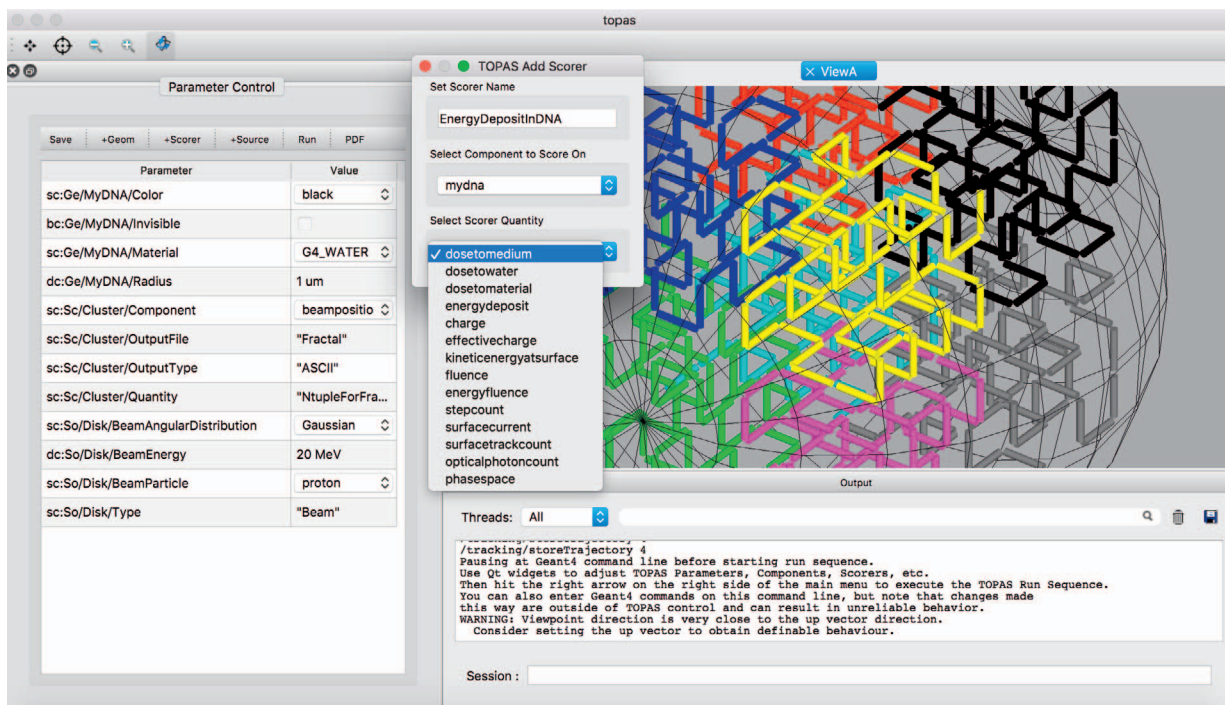 topas
Parameter Control
Save +Geom +Scorer +Source Run PDF
Parameter Value
sc:Ge/MyDNA/Color black
bc:Ge/MyDNA/Invisible
sc:Ge/MyDNA/Material G4_WATER
dc:Ge/MyDNA/Radius 1 um
sc:Sc/Cluster/Component beampositio
sc:Sc/Cluster/OutputFile "Fractal"
sc:Sc/Cluster/OutputType "ASCII"
sc:Sc/Cluster/Quantity "NtupleForFra...
sc:So/Disk/BeamAngularDistribution Gaussian
dc:So/Disk/BeamEnergy 20 MeV
sc:So/Disk/BeamParticle proton
sc:So/Disk/Type "Beam"
TOPAS Add Scorer
Set Scorer Name
EnergyDepositInDNA
Select Component to Score On
mydna
Select Scorer Quantity
✓ dosetomedium
dosetowater
dosetomaterial
energydeposit
charge
effectivecharge
kineticenergyatsurface
fluence
energyfluence
stepcount
surfacecurrent
surfacetrackcount
opticalphotoncount
phasespace
× ViewA
Output
Threads: All
/tracking/storeTrajectory 4
Pausing at Geant4 command line before starting run sequence.
Use Qt widgets to adjust TOPAS Parameters, Components, Scorers, etc.
Then hit the right arrow on the right side of the main menu to execute the TOPAS Run Sequence.
You can also enter Geant4 commands on this command line, but note that changes made
this way are outside of TOPAS control and can result in unreliable behavior.
WARNING: Viewpoint direction is very close to the up vector direction.
Consider setting the up vector to obtain definable behaviour.
Session :